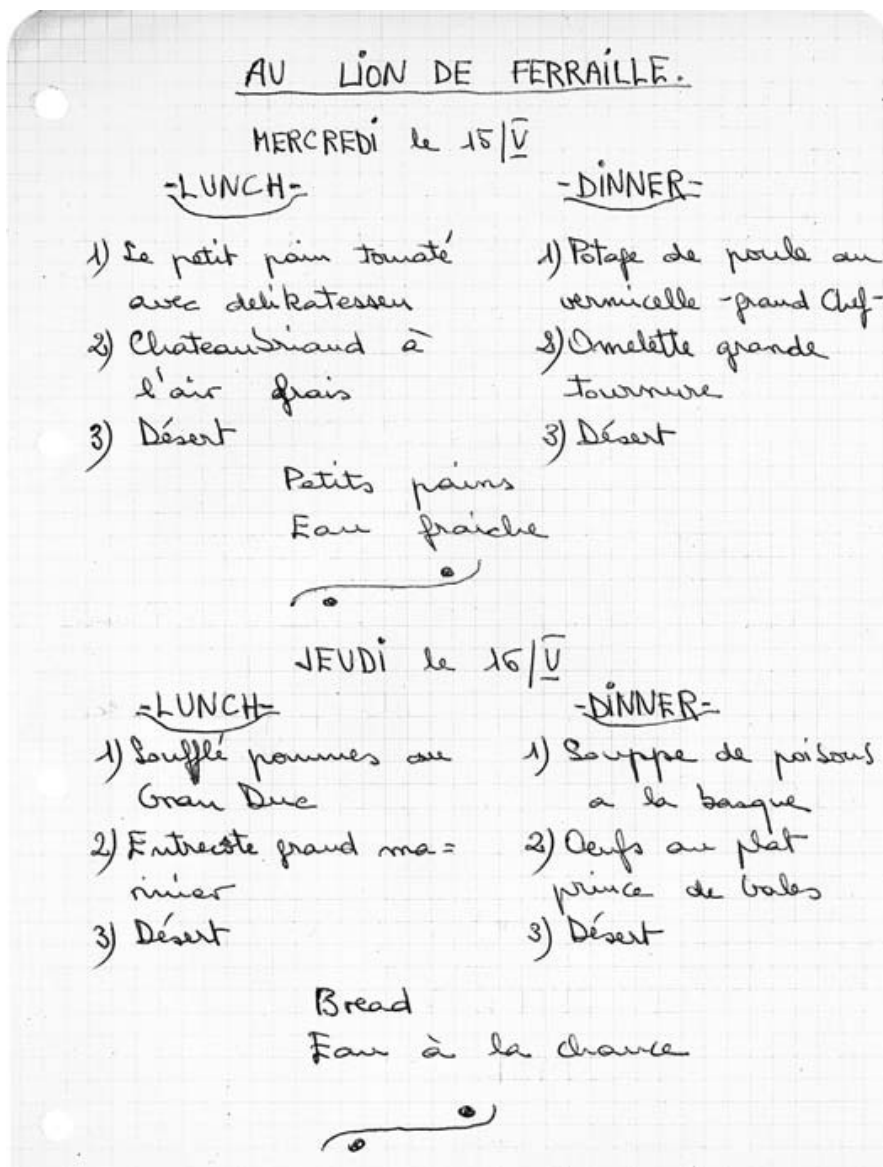 AU LION DE FERRAILLE.
MERCREDI le 15/V
-LUNCH-
1) Le petit pain tomaté
avec delikatessen
2) Chateaubriand à
l'air frais
3) Désert
-DINNER-
1) Potage de poule au
vermicelle -grand Chef-
2) Omelette grande
tournure
3) Désert
Petits pains
Eau fraiche
JEUDI le 16/V
-LUNCH-
1) Soufflé pommes au
Gran Duc
2) Entrecôte grand ma=
rinier
3) Désert
-DINNER-
1) Souppe de poisons
a la basque
2) Oeufs au plat
prince de Gales
3) Désert
Bread
Eau à la chance